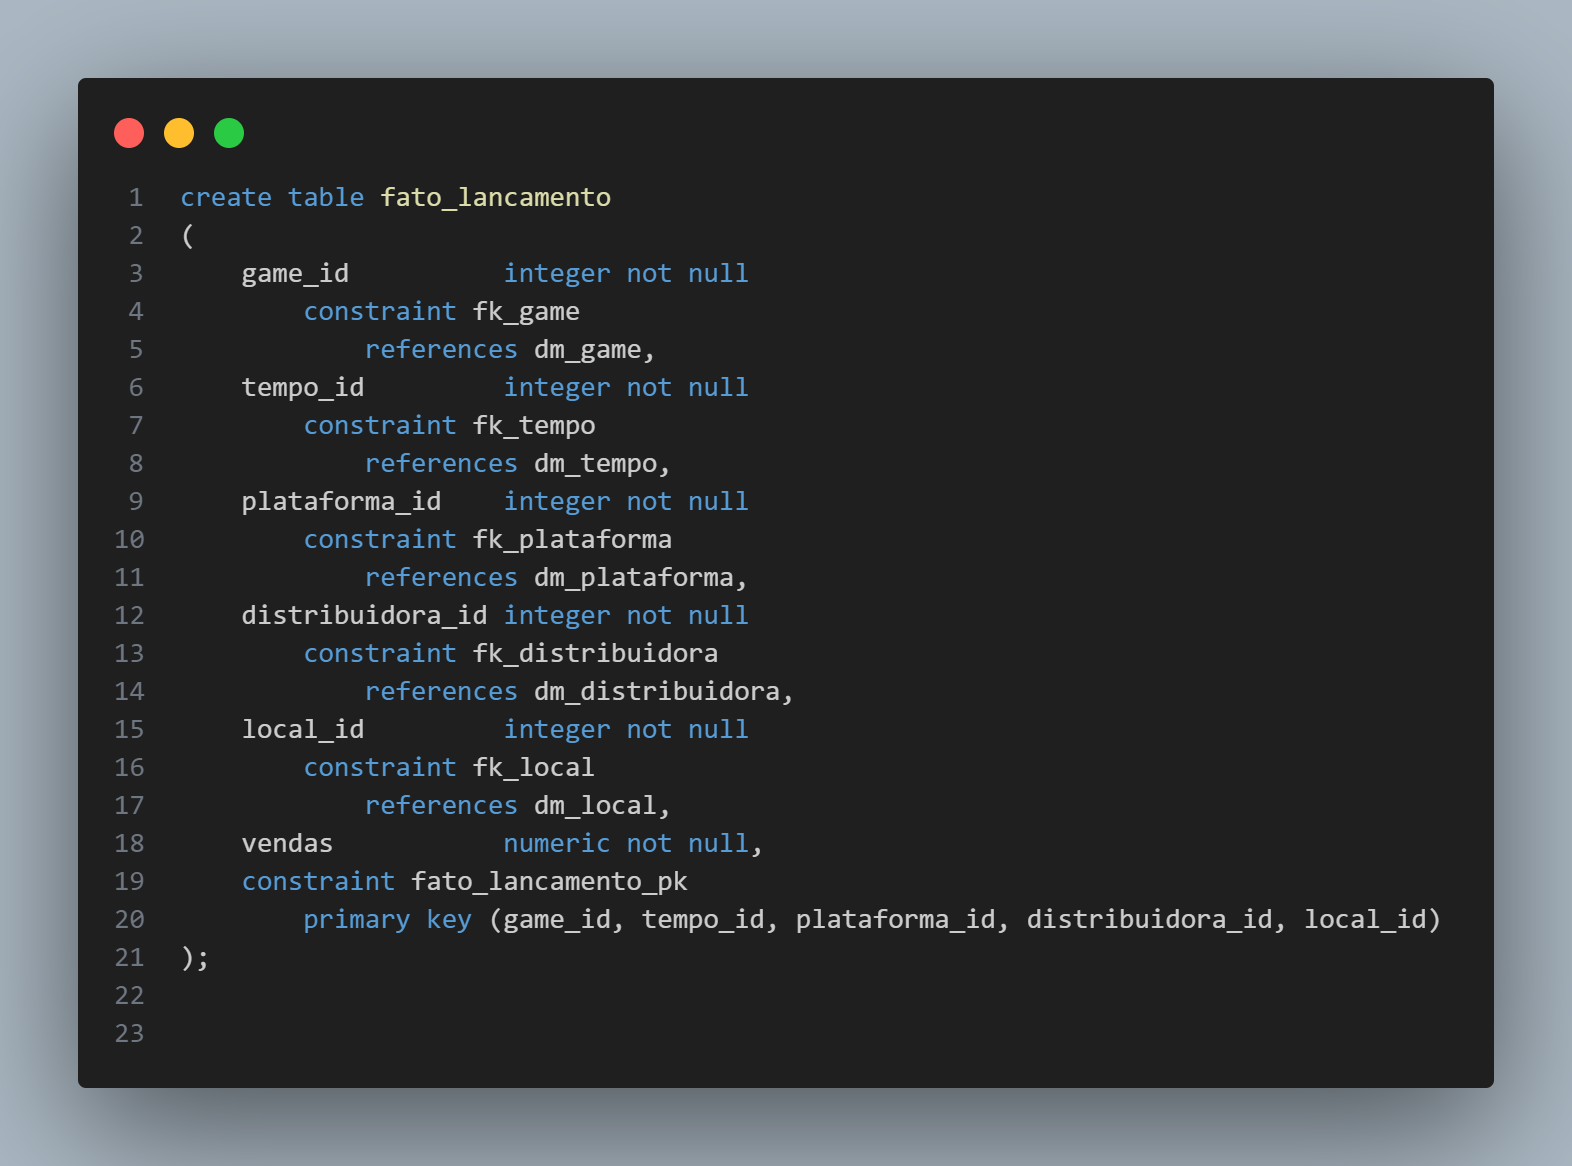 1 create table fato_lancamento
2 (
3     game_id          integer not null
4         constraint fk_game
5             references dm_game,
6     tempo_id         integer not null
7         constraint fk_tempo
8             references dm_tempo,
9     plataforma_id    integer not null
10         constraint fk_plataforma
11             references dm_plataforma,
12     distribuidora_id integer not null
13         constraint fk_distribuidora
14             references dm_distribuidora,
15     local_id         integer not null
16         constraint fk_local
17             references dm_local,
18     vendas           numeric not null,
19     constraint fato_lancamento_pk
20         primary key (game_id, tempo_id, plataforma_id, distribuidora_id, local_id)
21 );
22
23